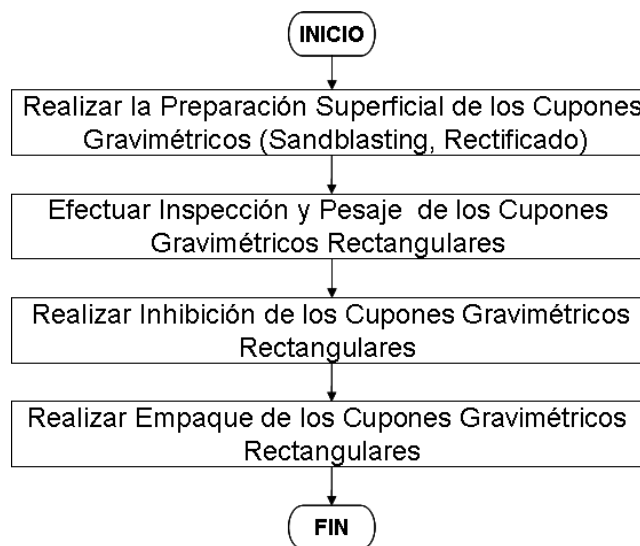 INICIO
Realizar la Preparación Superficial de los Cupones
Gravimétricos (Sandblasting, Rectificado)
Efectuar Inspección y Pesaje de los Cupones
Gravimétricos Rectangulares
Realizar Inhibición de los Cupones Gravimétricos
Rectangulares
Realizar Empaque de los Cupones Gravimétricos
Rectangulares
FIN